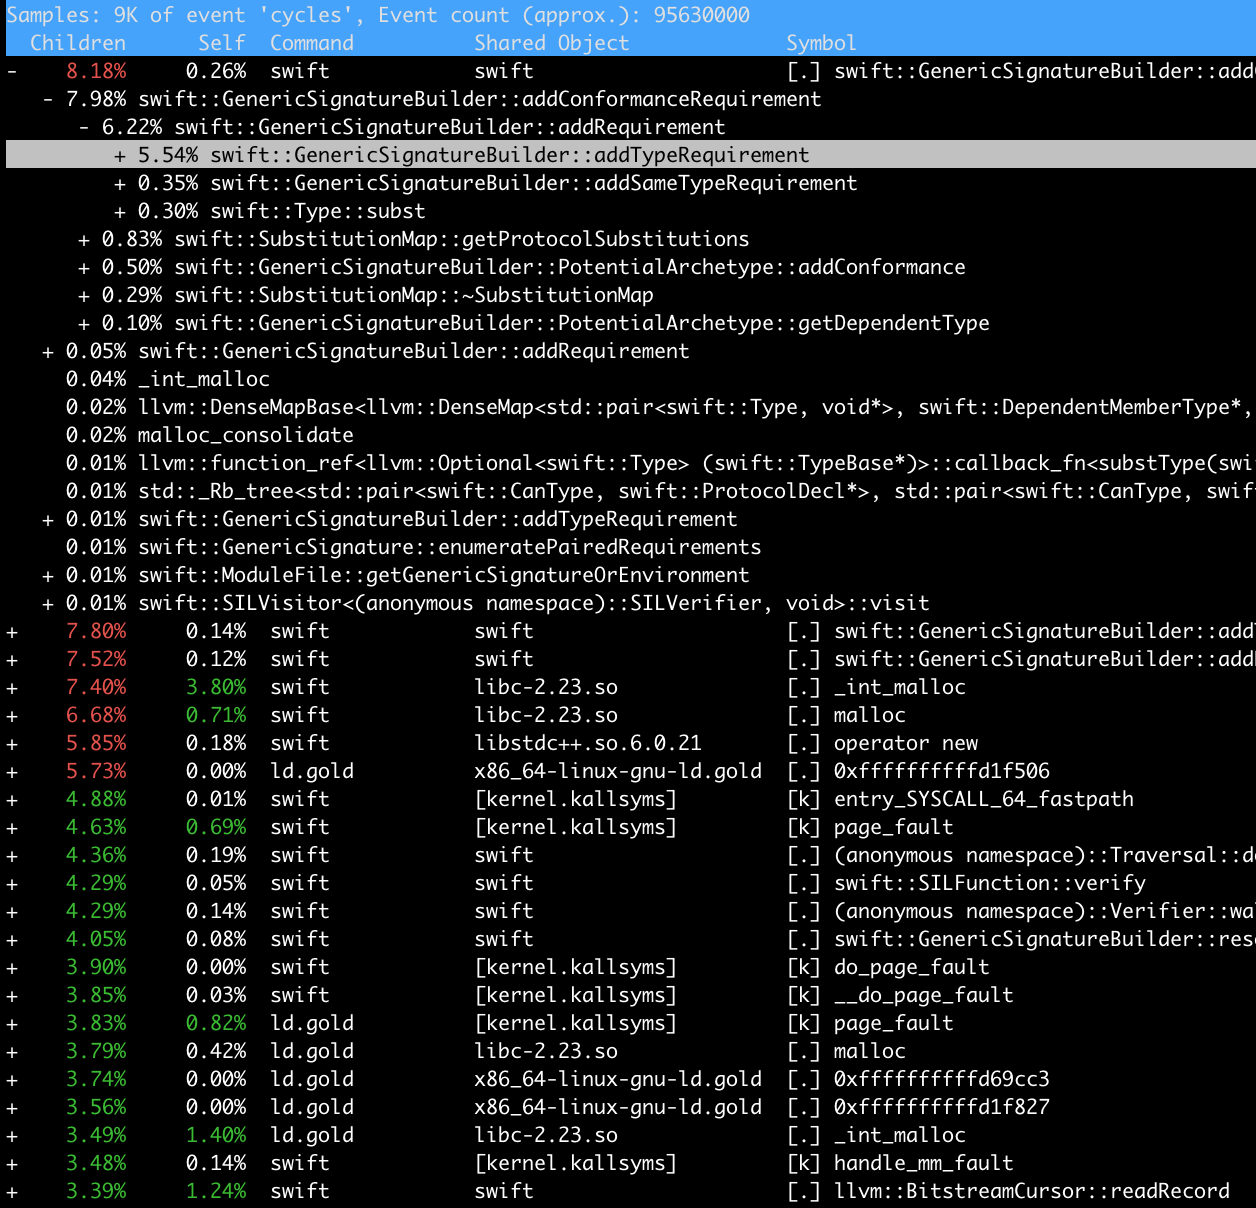 Samples: 9K of event 'cycles', Event count (approx.): 95630000
Children Self Command Shared Object Symbol
- 8.18% 0.26% swift swift [.] swift::GenericSignatureBuilder::add
- 7.98% swift::GenericSignatureBuilder::addConformanceRequirement
- 6.22% swift::GenericSignatureBuilder::addRequirement
+ 5.54% swift::GenericSignatureBuilder::addTypeRequirement
+ 0.35% swift::GenericSignatureBuilder::addSameTypeRequirement
+ 0.30% swift::Type::subst
+ 0.83% swift::SubstitutionMap::getProtocolSubstitutions
+ 0.50% swift::GenericSignatureBuilder::PotentialArchetype::addConformance
+ 0.29% swift::SubstitutionMap::~SubstitutionMap
+ 0.10% swift::GenericSignatureBuilder::PotentialArchetype::getDependentType
+ 0.05% swift::GenericSignatureBuilder::addRequirement
0.04% _int_malloc
0.02% llvm::DenseMapBase<llvm::DenseMap<std::pair<swift::Type, void*>, swift::DependentMemberType*,
0.02% malloc_consolidate
0.01% llvm::function_ref<llvm::Optional<swift::Type> (swift::TypeBase*)>::callback_fn<substType(swi
0.01% std::_Rb_tree<std::pair<swift::CanType, swift::ProtocolDecl*>, std::pair<swift::CanType, swif
+ 0.01% swift::GenericSignatureBuilder::addTypeRequirement
0.01% swift::GenericSignature::enumeratePairedRequirements
+ 0.01% swift::ModuleFile::getGenericSignatureOrEnvironment
+ 0.01% swift::SILVisitor<(anonymous namespace)::SILVerifier, void>::visit
+ 7.80% 0.14% swift swift [.] swift::GenericSignatureBuilder::add
+ 7.52% 0.12% swift swift [.] swift::GenericSignatureBuilder::add
+ 7.40% 3.80% swift libc-2.23.so [.] _int_malloc
+ 6.68% 0.71% swift libc-2.23.so [.] malloc
+ 5.85% 0.18% swift libstdc++.so.6.0.21 [.] operator new
+ 5.73% 0.00% ld.gold x86_64-linux-gnu-ld.gold [.] 0xffffffffffd1f506
+ 4.88% 0.01% swift [kernel.kallsyms] [k] entry_SYSCALL_64_fastpath
+ 4.63% 0.69% swift [kernel.kallsyms] [k] page_fault
+ 4.36% 0.19% swift swift [.] (anonymous namespace)::Traversal::do
+ 4.29% 0.05% swift swift [.] swift::SILFunction::verify
+ 4.29% 0.14% swift swift [.] (anonymous namespace)::Verifier::wal
+ 4.05% 0.08% swift swift [.] swift::GenericSignatureBuilder::res
+ 3.90% 0.00% swift [kernel.kallsyms] [k] do_page_fault
+ 3.85% 0.03% swift [kernel.kallsyms] [k] __do_page_fault
+ 3.83% 0.82% ld.gold [kernel.kallsyms] [k] page_fault
+ 3.79% 0.42% ld.gold libc-2.23.so [.] malloc
+ 3.74% 0.00% ld.gold x86_64-linux-gnu-ld.gold [.] 0xffffffffffd69cc3
+ 3.56% 0.00% ld.gold x86_64-linux-gnu-ld.gold [.] 0xffffffffffd1f827
+ 3.49% 1.40% ld.gold libc-2.23.so [.] _int_malloc
+ 3.48% 0.14% swift [kernel.kallsyms] [k] handle_mm_fault
+ 3.39% 1.24% swift swift [.] llvm::BitstreamCursor::readRecord